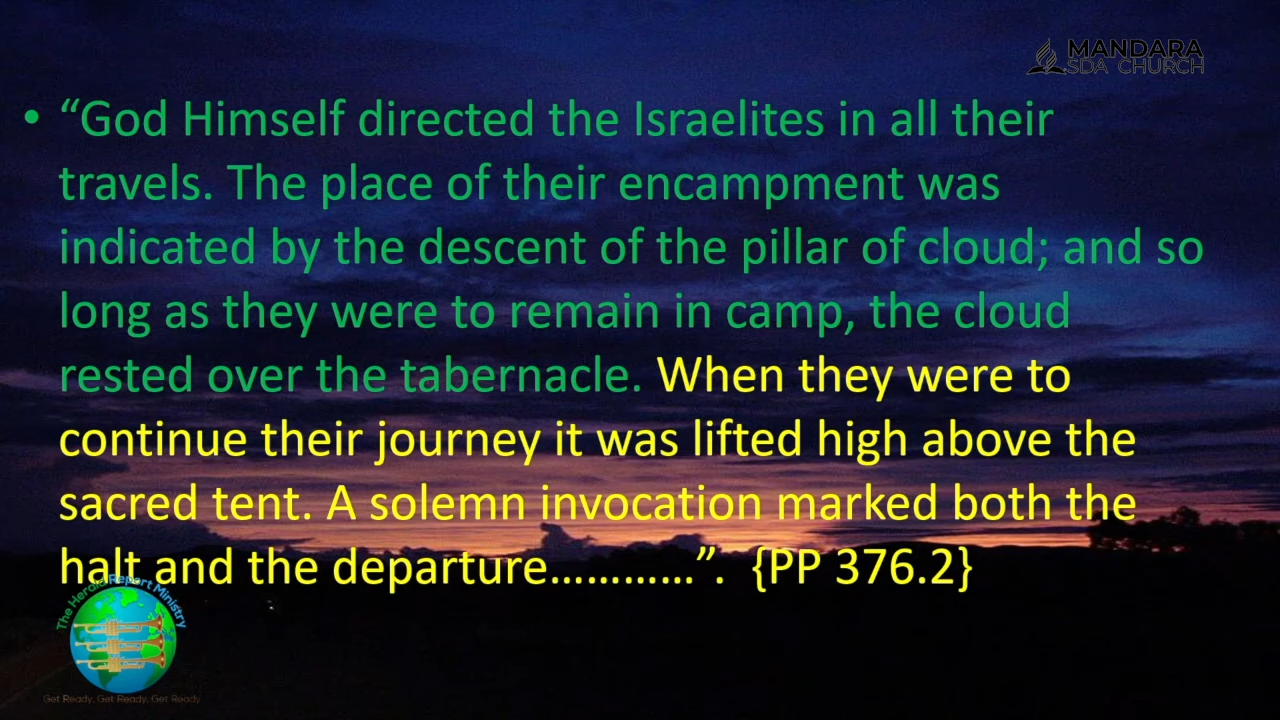 MANDARA
SDA CHURCH
• “God Himself directed the Israelites in all their
travels. The place of their encampment was
indicated by the descent of the pillar of cloud; and so
long as they were to remain in camp, the cloud
rested over the tabernacle. When they were to
continue their journey it was lifted high above the
sacred tent. A solemn invocation marked both the
halt and the departure…………”. {PP 376.2}
The Herald Report Ministry
Get Ready, Get Ready, Get Ready